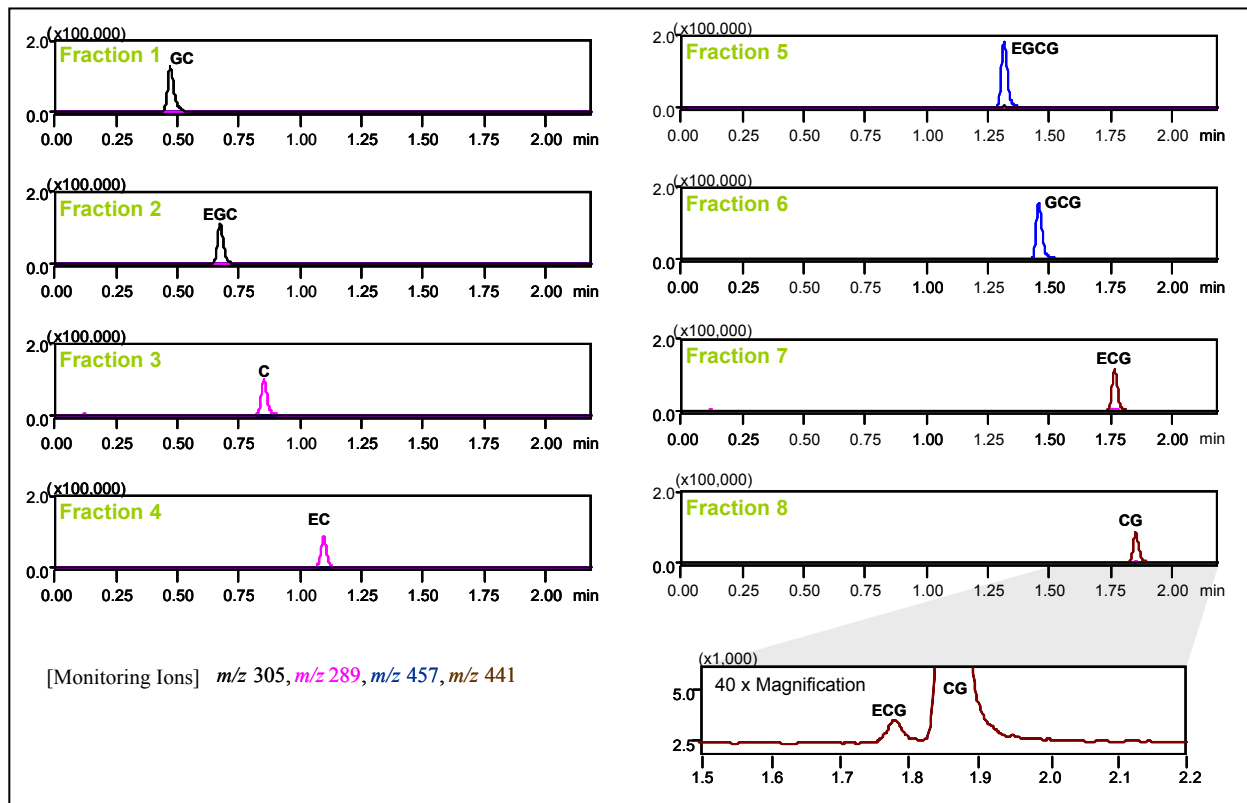 (x100,000)
2.0
Fraction 1
GC
0.0
0.00 0.25 0.50 0.75 1.00 1.25 1.50 1.75 2.00 min
(x100,000)
2.0
Fraction 2
EGC
0.0
0.00 0.25 0.50 0.75 1.00 1.25 1.50 1.75 2.00 min
(x100,000)
2.0
Fraction 3
C
0.0
0.00 0.25 0.50 0.75 1.00 1.25 1.50 1.75 2.00 min
(x100,000)
2.0
Fraction 4
EC
0.0
0.00 0.25 0.50 0.75 1.00 1.25 1.50 1.75 2.00 min
[Monitoring Ions] m/z 305, m/z 289, m/z 457, m/z 441
(x100,000)
2.0
Fraction 5
EGCG
0.0
0.00 0.25 0.50 0.75 1.00 1.25 1.50 1.75 2.00 min
(x100,000)
2.0
Fraction 6
GCG
0.0
0.00 0.25 0.50 0.75 1.00 1.25 1.50 1.75 2.00 min
(x100,000)
2.0
Fraction 7
ECG
0.0
0.00 0.25 0.50 0.75 1.00 1.25 1.50 1.75 2.00 min
(x100,000)
2.0
Fraction 8
CG
0.0
0.00 0.25 0.50 0.75 1.00 1.25 1.50 1.75 2.00 min
(x1,000)
5.0
40 x Magnification
CG
ECG
2.5
1.5 1.6 1.7 1.8 1.9 2.0 2.1 2.2